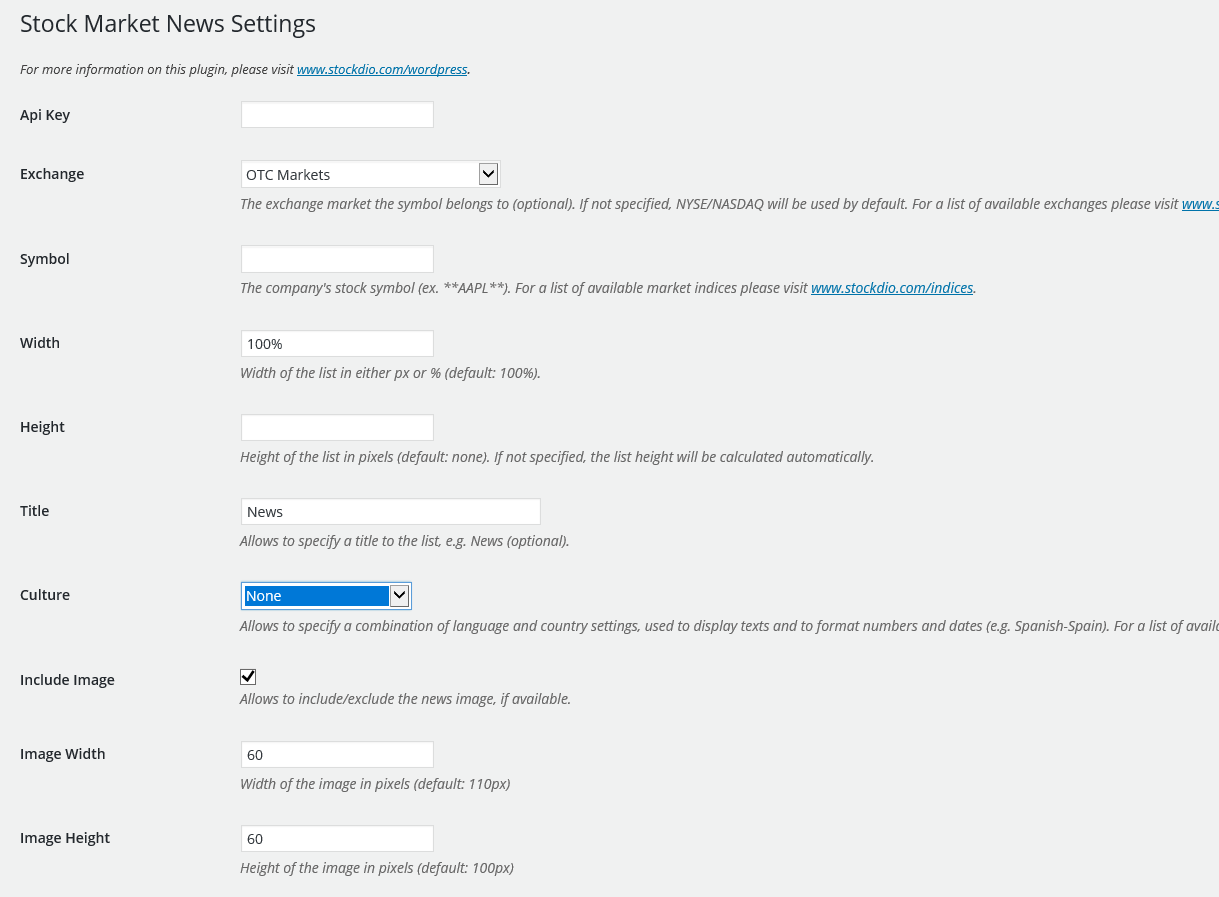 Stock Market News Settings
For more information on this plugin, please visit www.stockdio.com/wordpress.
Api Key
Exchange
OTC Markets
The exchange market the symbol belongs to (optional). If not specified, NYSE/NASDAQ will be used by default. For a list of available exchanges please visit
Symbol
The company's stock symbol (ex. **AAPL**). For a list of available market indices please visit www.stockdio.com/indices.
Width
100%
Width of the list in either px or % (default: 100%).
Height
Height of the list in pixels (default: none). If not specified, the list height will be calculated automatically.
Title
News
Allows to specify a title to the list, e.g. News (optional).
Culture
None
Allows to specify a combination of language and country settings, used to display texts and to format numbers and dates (e.g. Spanish-Spain). For a list of
Include Image
Allows to include/exclude the news image, if available.
Image Width
60
Width of the image in pixels (default: 110px)
Image Height
60
Height of the image in pixels (default: 100px)